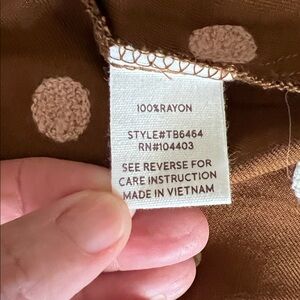 100%RAYON
STYLE#TB6464
RN#104403
SEE REVERSE FOR
CARE INSTRUCTION
MADE IN VIETNAM